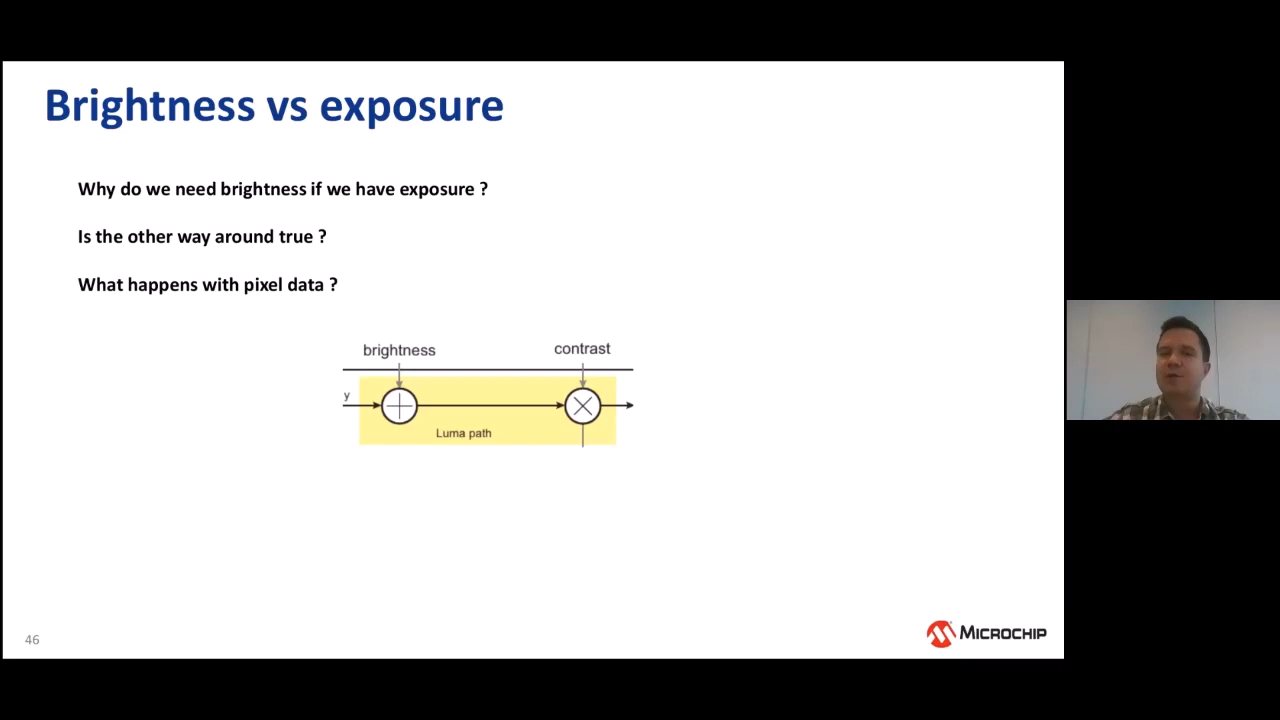 Brightness vs exposure
Why do we need brightness if we have exposure ?
Is the other way around true ?
What happens with pixel data ?
brightness
contrast
y
Luma path
46
MICROCHIP